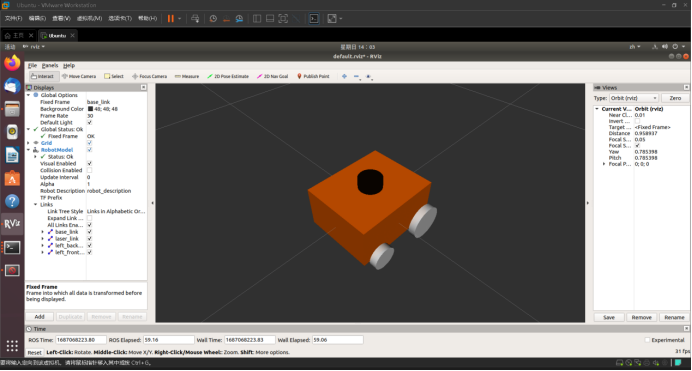 Ubuntu - VMware Workstation
文件(F) 编辑(E) 查看(V) 虚拟机(M) 选项卡(T) 帮助(H)
主页 Ubuntu
活动 rviz 星期日 14：03 zh
default.rviz* - RViz
File Panels Help
Interact Move Camera Select Focus Camera Measure 2D Pose Estimate 2D Nav Goal Publish Point
Displays
Global Options
Fixed Frame base_link
Background Color 48; 48; 48
Frame Rate 30
Default Light
Global Status: Ok
Fixed Frame OK
Grid
RobotModel
Status: Ok
Visual Enabled
Collision Enabled
Update Interval 0
Alpha 1
Robot Description robot_description
TF Prefix
Links
Link Tree Style Links in Alphabetic Or...
Expand Link ...
All Links Ena...
base_link
laser_link
left_back...
left_front...
Fixed Frame
Frame into which all data is transformed before
being displayed.
Add Duplicate Remove Rename
Views
Type: Orbit (rviz) Zero
Current V... Orbit (rviz)
Near Cl... 0.01
Invert ...
Target ... <Fixed Frame>
Distance 0.958937
Focal S... 0.05
Focal S...
Yaw 0.785398
Pitch 0.785398
Focal P... 0; 0; 0
Save Remove Rename
Time
ROS Time: 1687068223.80 ROS Elapsed: 59.16 Wall Time: 1687068223.83 Wall Elapsed: 59.06 Experimental
Reset Left-Click: Rotate. Middle-Click: Move X/Y. Right-Click/Mouse Wheel: Zoom. Shift: More options. 31 fps
要将输入定向到该虚拟机，请将鼠标指针移入其中或按 Ctrl+G。